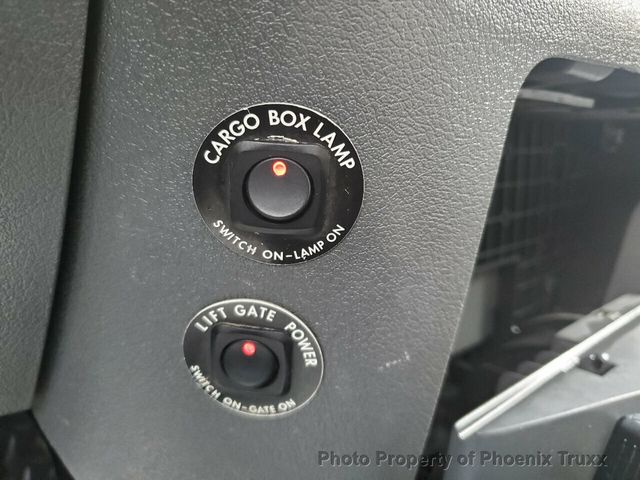 CARGO BOX LAMP
SWITCH ON-LAMP ON
LIFT GATE POWER
SWITCH ON-GATE ON
Photo Property of Phoenix Truxx